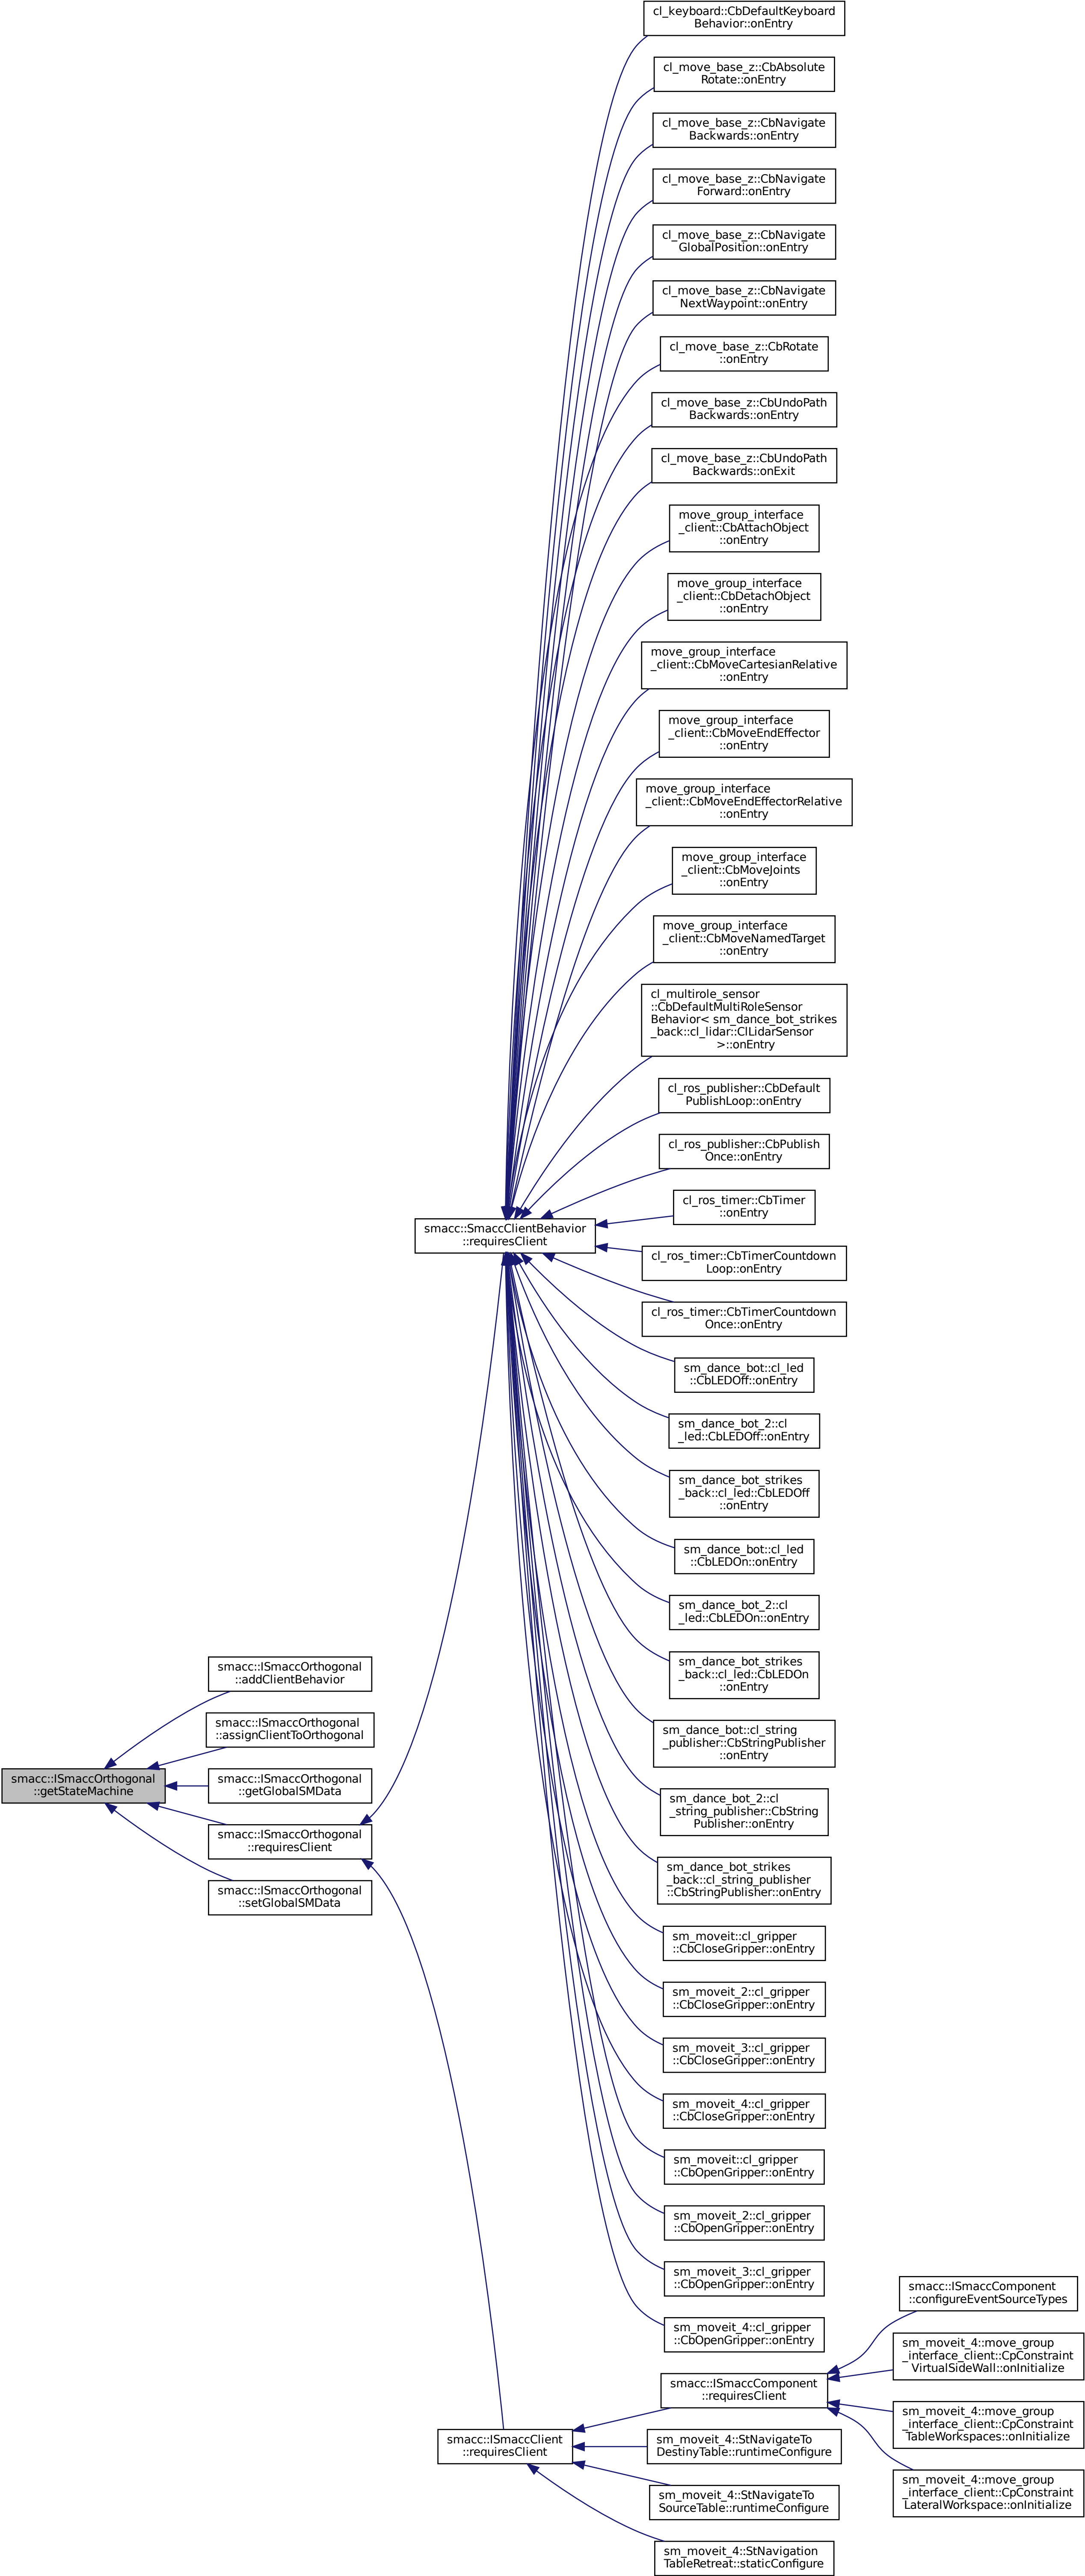 cl_keyboard::CbDefaultKeyboard
Behavior::onEntry
cl_move_base_z::CbAbsolute
Rotate::onEntry
cl_move_base_z::CbNavigate
Backwards::onEntry
cl_move_base_z::CbNavigate
Forward::onEntry
cl_move_base_z::CbNavigate
GlobalPosition::onEntry
cl_move_base_z::CbNavigate
NextWaypoint::onEntry
cl_move_base_z::CbRotate
::onEntry
cl_move_base_z::CbUndoPath
Backwards::onEntry
cl_move_base_z::CbUndoPath
Backwards::onExit
move_group_interface
_client::CbAttachObject
::onEntry
move_group_interface
_client::CbDetachObject
::onEntry
move_group_interface
_client::CbMoveCartesianRelative
::onEntry
move_group_interface
_client::CbMoveEndEffector
::onEntry
move_group_interface
_client::CbMoveEndEffectorRelative
::onEntry
move_group_interface
_client::CbMoveJoints
::onEntry
move_group_interface
_client::CbMoveNamedTarget
::onEntry
cl_multirole_sensor
::CbDefaultMultiRoleSensor
Behavior< sm_dance_bot_strikes
_back::cl_lidar::ClLidarSensor
>::onEntry
cl_ros_publisher::CbDefault
PublishLoop::onEntry
cl_ros_publisher::CbPublish
Once::onEntry
cl_ros_timer::CbTimer
::onEntry
smacc::SmaccClientBehavior
::requiresClient
cl_ros_timer::CbTimerCountdown
Loop::onEntry
cl_ros_timer::CbTimerCountdown
Once::onEntry
sm_dance_bot::cl_led
::CbLEDOff::onEntry
sm_dance_bot_2::cl
_led::CbLEDOff::onEntry
sm_dance_bot_strikes
_back::cl_led::CbLEDOff
::onEntry
sm_dance_bot::cl_led
::CbLEDOn::onEntry
sm_dance_bot_2::cl
_led::CbLEDOn::onEntry
sm_dance_bot_strikes
_back::cl_led::CbLEDOn
::onEntry
sm_dance_bot::cl_string
_publisher::CbStringPublisher
::onEntry
sm_dance_bot_2::cl
_string_publisher::CbString
Publisher::onEntry
sm_dance_bot_strikes
_back::cl_string_publisher
::CbStringPublisher::onEntry
smacc::ISmaccOrthogonal
::addClientBehavior
smacc::ISmaccOrthogonal
::assignClientToOrthogonal
smacc::ISmaccOrthogonal
::getStateMachine
smacc::ISmaccOrthogonal
::getGlobalSMData
smacc::ISmaccOrthogonal
::requiresClient
smacc::ISmaccOrthogonal
::setGlobalSMData
sm_moveit::cl_gripper
::CbCloseGripper::onEntry
sm_moveit_2::cl_gripper
::CbCloseGripper::onEntry
sm_moveit_3::cl_gripper
::CbCloseGripper::onEntry
sm_moveit_4::cl_gripper
::CbCloseGripper::onEntry
sm_moveit::cl_gripper
::CbOpenGripper::onEntry
sm_moveit_2::cl_gripper
::CbOpenGripper::onEntry
sm_moveit_3::cl_gripper
::CbOpenGripper::onEntry
sm_moveit_4::cl_gripper
::CbOpenGripper::onEntry
smacc::ISmaccComponent
::configureEventSourceTypes
sm_moveit_4::move_group
_interface_client::CpConstraint
VirtualSideWall::onInitialize
smacc::ISmaccComponent
::requiresClient
sm_moveit_4::move_group
_interface_client::CpConstraint
TableWorkspaces::onInitialize
smacc::ISmaccClient
::requiresClient
sm_moveit_4::StNavigateTo
DestinyTable::runtimeConfigure
sm_moveit_4::move_group
_interface_client::CpConstraint
LateralWorkspace::onInitialize
sm_moveit_4::StNavigateTo
SourceTable::runtimeConfigure
sm_moveit_4::StNavigation
TableRetreat::staticConfigure